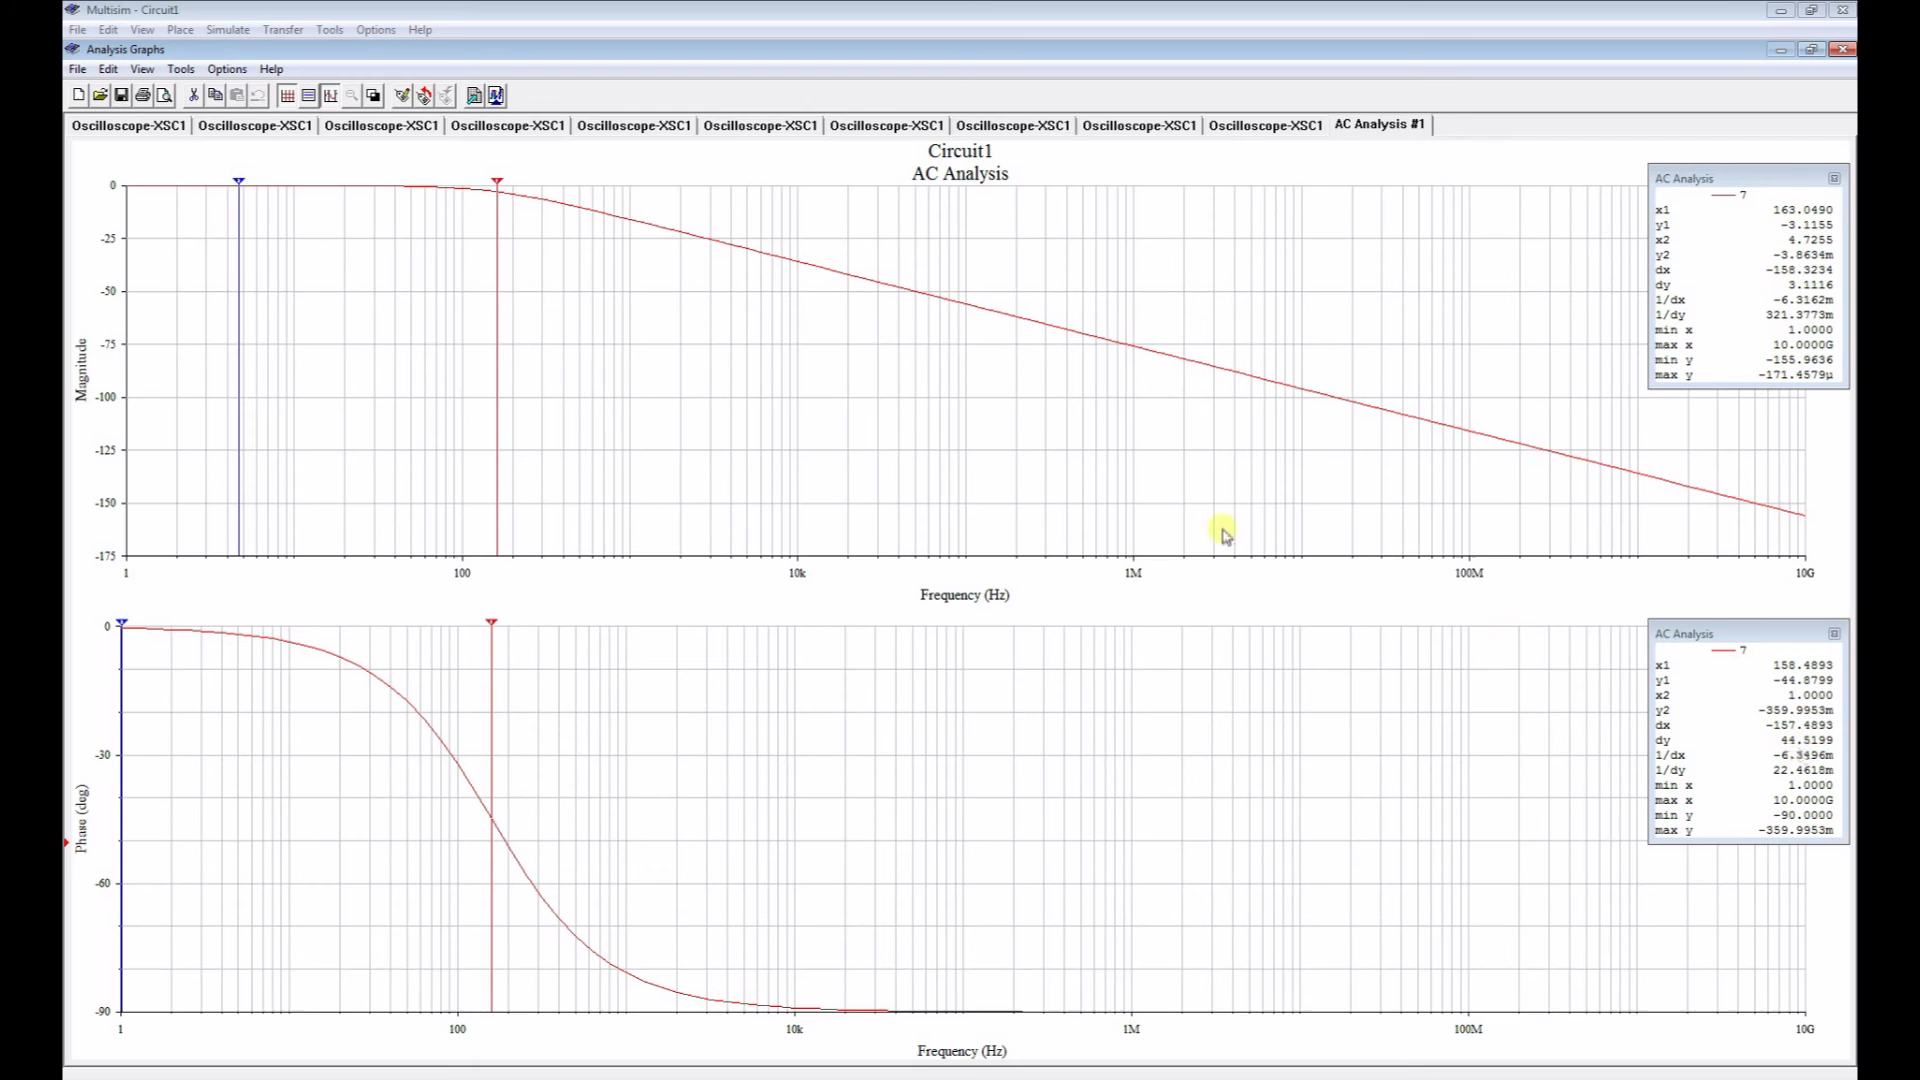 Multisim - Circuit1
File Edit View Place Simulate Transfer Tools Options Help
Analysis Graphs
File Edit View Tools Options Help
Oscilloscope-XSC1 Oscilloscope-XSC1 Oscilloscope-XSC1 Oscilloscope-XSC1 Oscilloscope-XSC1 Oscilloscope-XSC1 Oscilloscope-XSC1 Oscilloscope-XSC1 Oscilloscope-XSC1 Oscilloscope-XSC1 AC Analysis #1
Circuit1
AC Analysis
Magnitude
0
-25
-50
-75
-100
-125
-150
-175
1 100 10k 1M 100M 10G
Frequency (Hz)
AC Analysis
7
x1 163.0490
y1 -3.1155
x2 4.7255
y2 -3.8634m
dx -158.3234
dy 3.1116
1/dx -6.3162m
1/dy 321.3773m
min x 1.0000
max x 10.0000G
min y -155.9636
max y -171.4579µ
Phase (deg)
0
-30
-60
-90
1 100 10k 1M 100M 10G
Frequency (Hz)
AC Analysis
7
x1 158.4893
y1 -44.8799
x2 1.0000
y2 -359.9953m
dx -157.4893
dy 44.5199
1/dx -6.3496m
1/dy 22.4618m
min x 1.0000
max x 10.0000G
min y -90.0000
max y -359.9953m